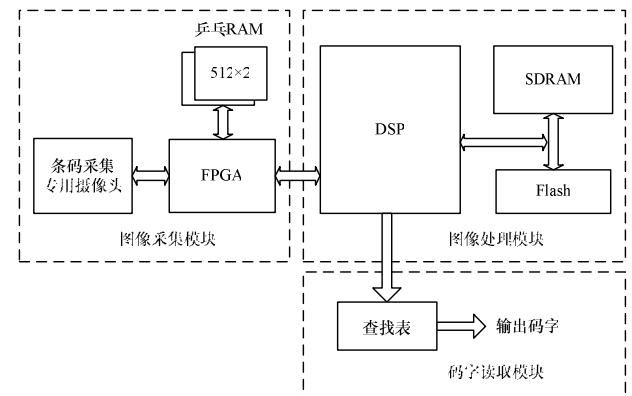 乒乓RAM
512×2
条码采集
专用摄像头
FPGA
图像采集模块
DSP
SDRAM
Flash
图像处理模块
查找表
输出码字
码字读取模块